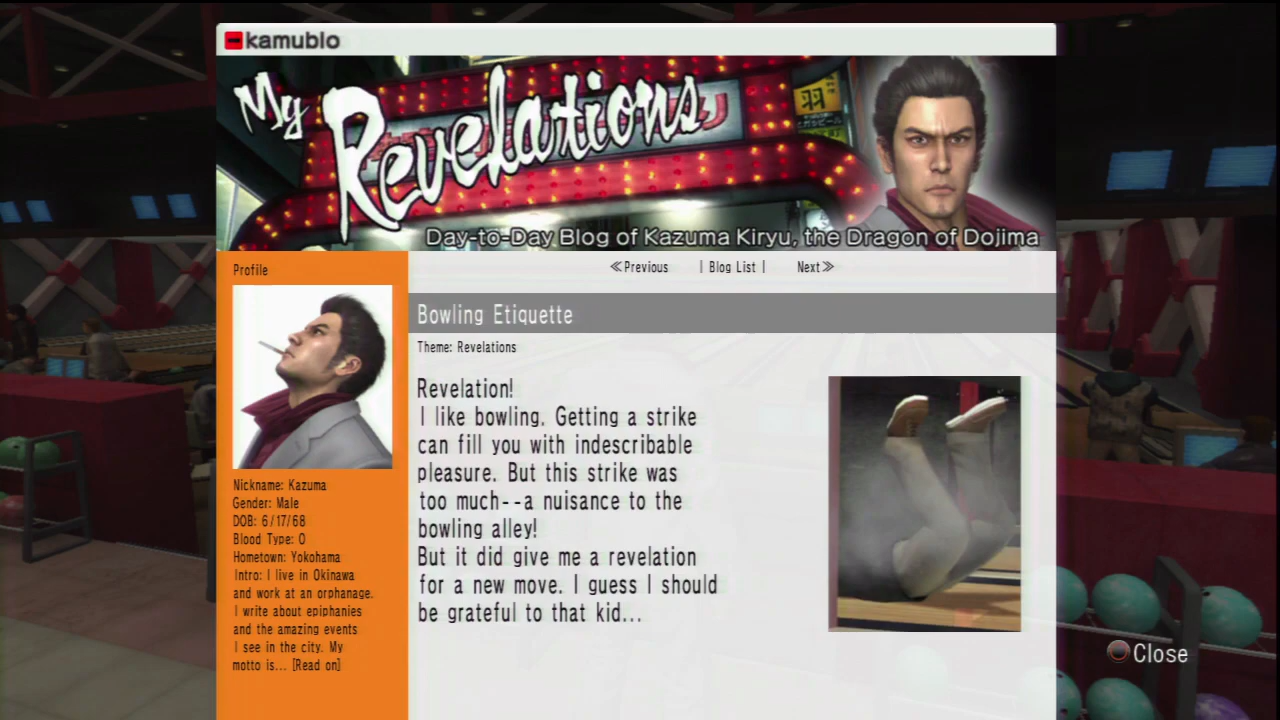 kamublo
My Revelations
羽
Day-to-Day Blog of Kazuma Kiryu, the Dragon of Dojima
Profile
≪Previous | Blog List | Next≫
Bowling Etiquette
Theme: Revelations
Revelation!
I like bowling. Getting a strike
can fill you with indescribable
pleasure. But this strike was
too much--a nuisance to the
bowling alley!
But it did give me a revelation
for a new move. I guess I should
be grateful to that kid...
Nickname: Kazuma
Gender: Male
DOB: 6/17/68
Blood Type: O
Hometown: Yokohama
Intro: I live in Okinawa
and work at an orphanage.
I write about epiphanies
and the amazing events
I see in the city. My
motto is... [Read on]
Close